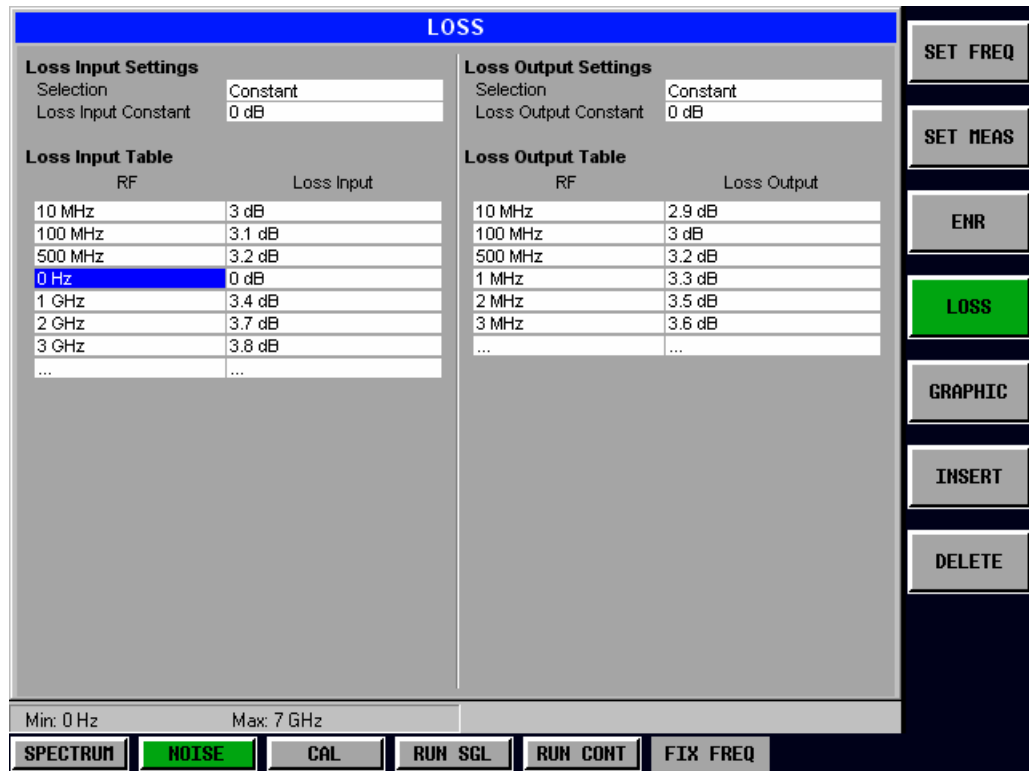 LOSS
Loss Input Settings
Selection Constant
Loss Input Constant 0 dB
Loss Input Table
RF Loss Input
10 MHz 3 dB
100 MHz 3.1 dB
500 MHz 3.2 dB
0 Hz 0 dB
1 GHz 3.4 dB
2 GHz 3.7 dB
3 GHz 3.8 dB
... ...
Loss Output Settings
Selection Constant
Loss Output Constant 0 dB
Loss Output Table
RF Loss Output
10 MHz 2.9 dB
100 MHz 3 dB
500 MHz 3.2 dB
1 MHz 3.3 dB
2 MHz 3.5 dB
3 MHz 3.6 dB
... ...
Min: 0 Hz Max: 7 GHz
SET FREQ
SET MEAS
ENR
LOSS
GRAPHIC
INSERT
DELETE
SPECTRUM NOISE CAL RUN SGL RUN CONT FIX FREQ